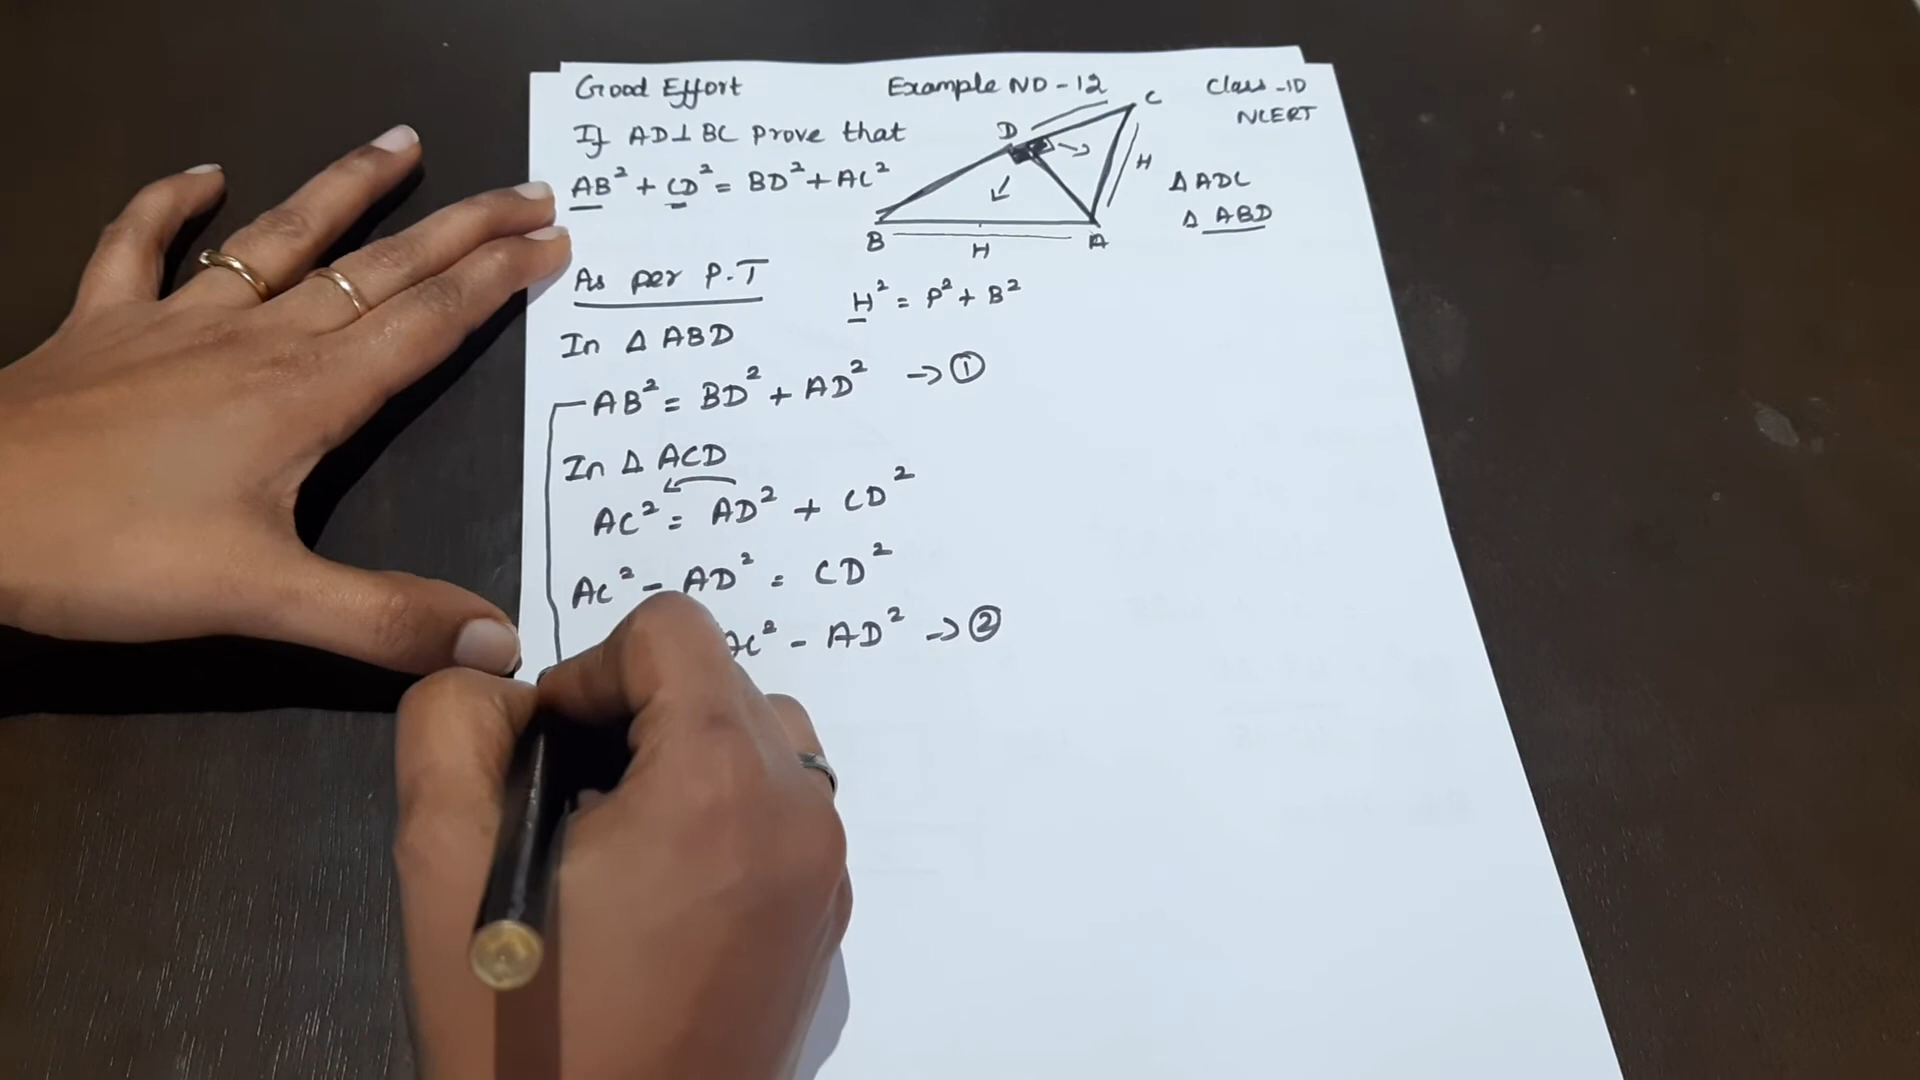 Good Effort Example NO-12 Class-10
NCERT
If AD⊥BC prove that
AB² + CD² = BD² + AC²
D
C
H
B
H
A
Δ ADC
Δ ABD
As per P.T
H² = P² + B²
In Δ ABD
AB² = BD² + AD² → ①
In Δ ACD
AC² = AD² + CD²
AC² - AD² = CD²
AC² - AD² → ②